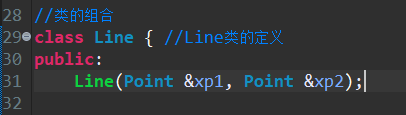 28 //类的组合
29 class Line { //Line类的定义
30 public:
31     Line(Point &xp1, Point &xp2);
32